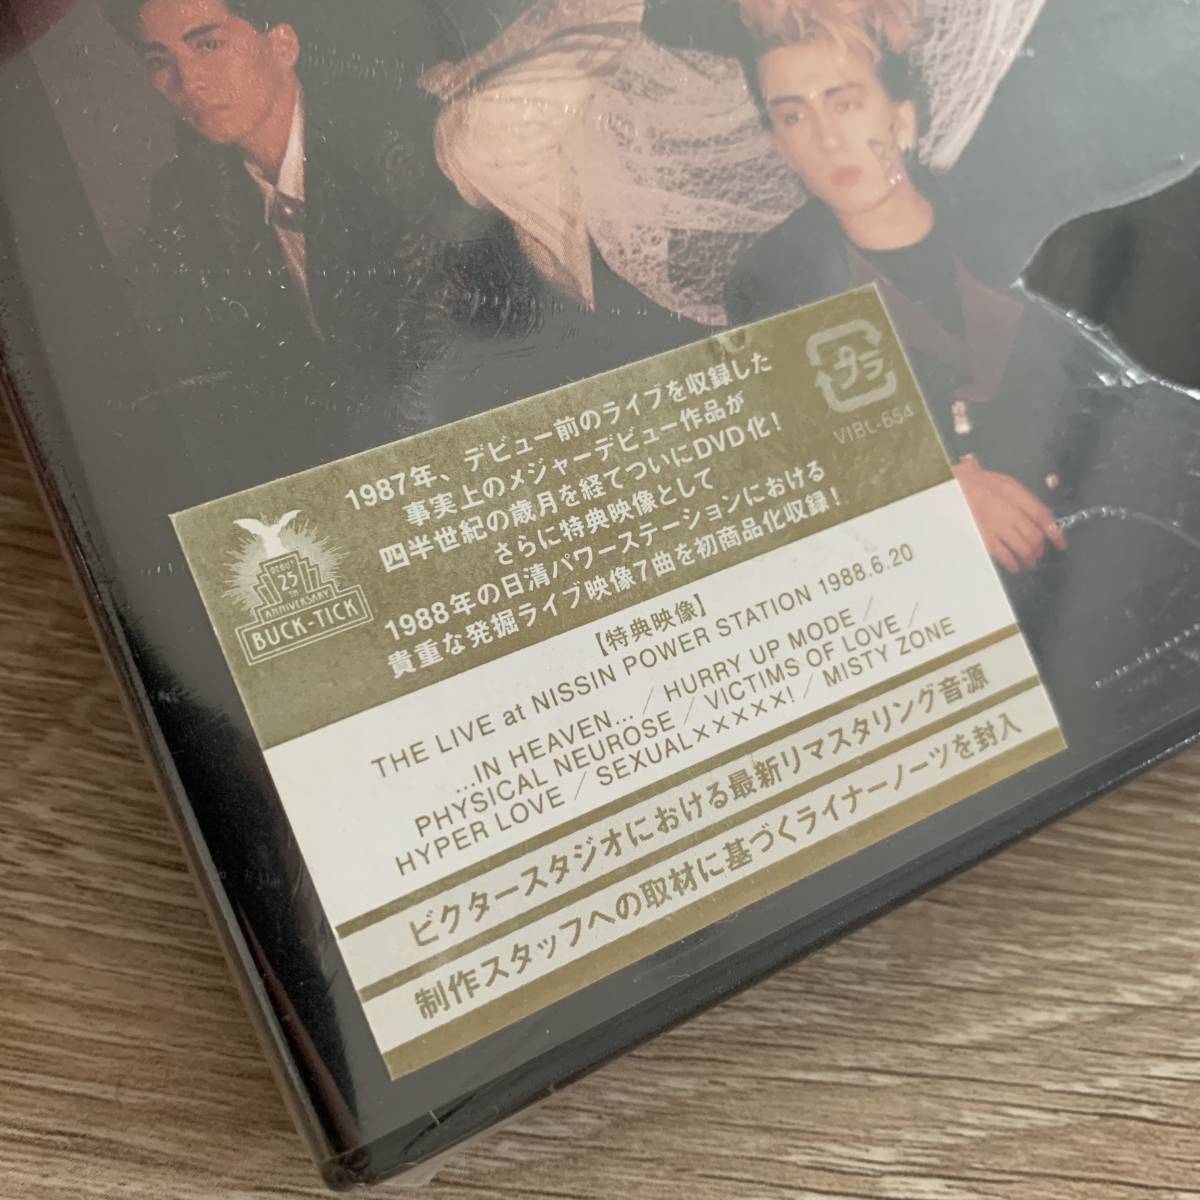 1987年、デビュー前のライブを収録した
事実上のメジャーデビュー作品が
四半世紀の歳月を経てついにDVD化!
さらに特典映像として
1988年の日清パワーステーションにおける
貴重な発掘ライブ映像7曲を初商品化収録!
プラ
VIBL-654
DEBUT
25
TH
ANNIVERSARY
BUCK-TICK
【特典映像】
THE LIVE at NISSIN POWER STATION 1988.6.20
...IN HEAVEN... / HURRY UP MODE /
PHYSICAL NEUROSE / VICTIMS OF LOVE /
HYPER LOVE / SEXUAL×××××! / MISTY ZONE
ビクタースタジオにおける最新リマスタリング音源
制作スタッフへの取材に基づくライナーノーツを封入